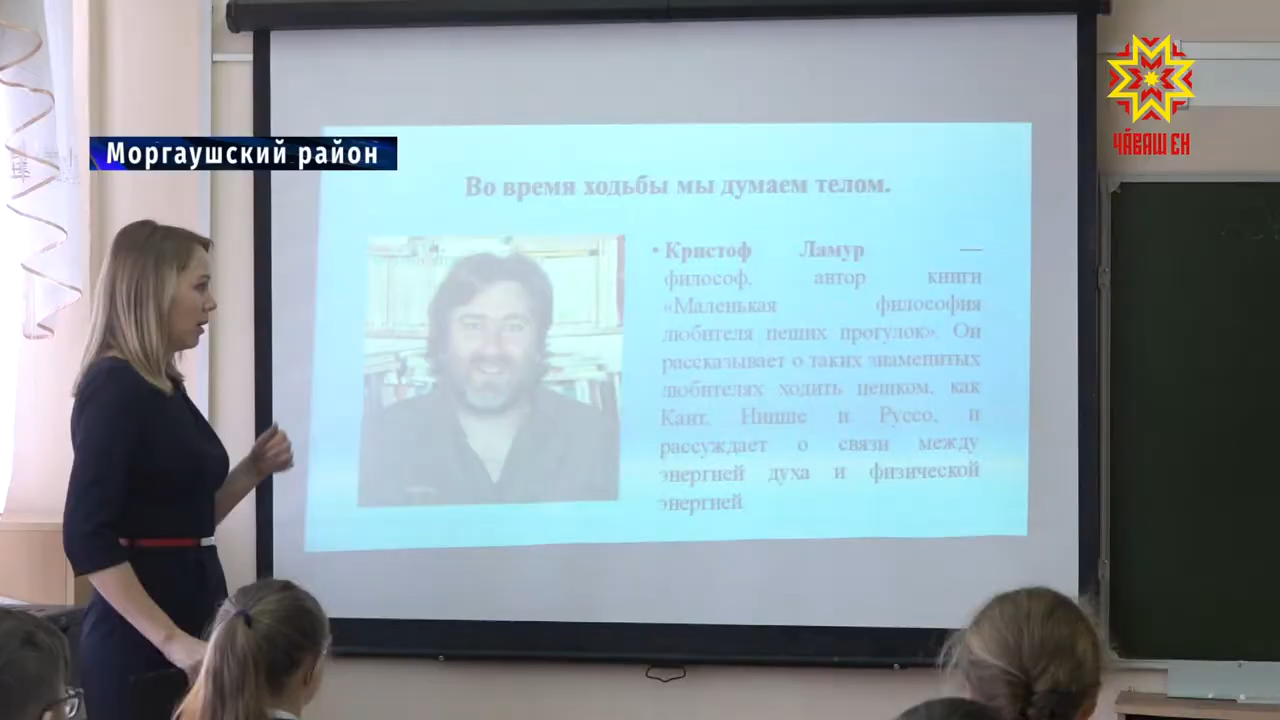 Моргаушский район
ЧӐВАШ ЕН
Во время ходьбы мы думаем телом.
• Кристоф Ламур —
философ, автор книги
«Маленькая философия
любителя пеших прогулок». Он
рассказывает о таких знаменитых
любителях ходить пешком, как
Кант, Ницше и Руссо, и
рассуждает о связи между
энергией духа и физической
энергией